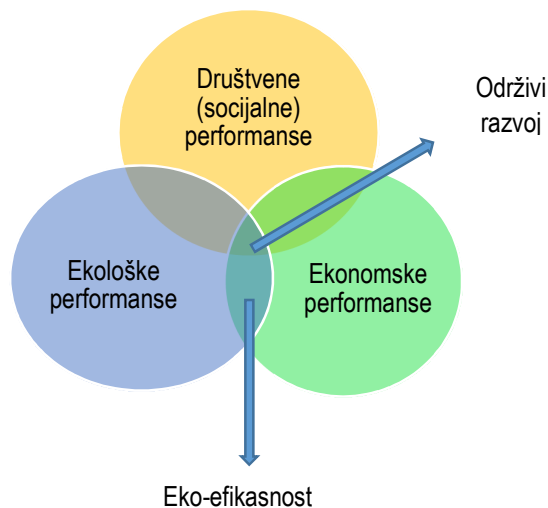 Društvene
(socijalne)
performanse
Održivi
razvoj
Ekološke
performanse
Ekonomske
performanse
Eko-efikasnost